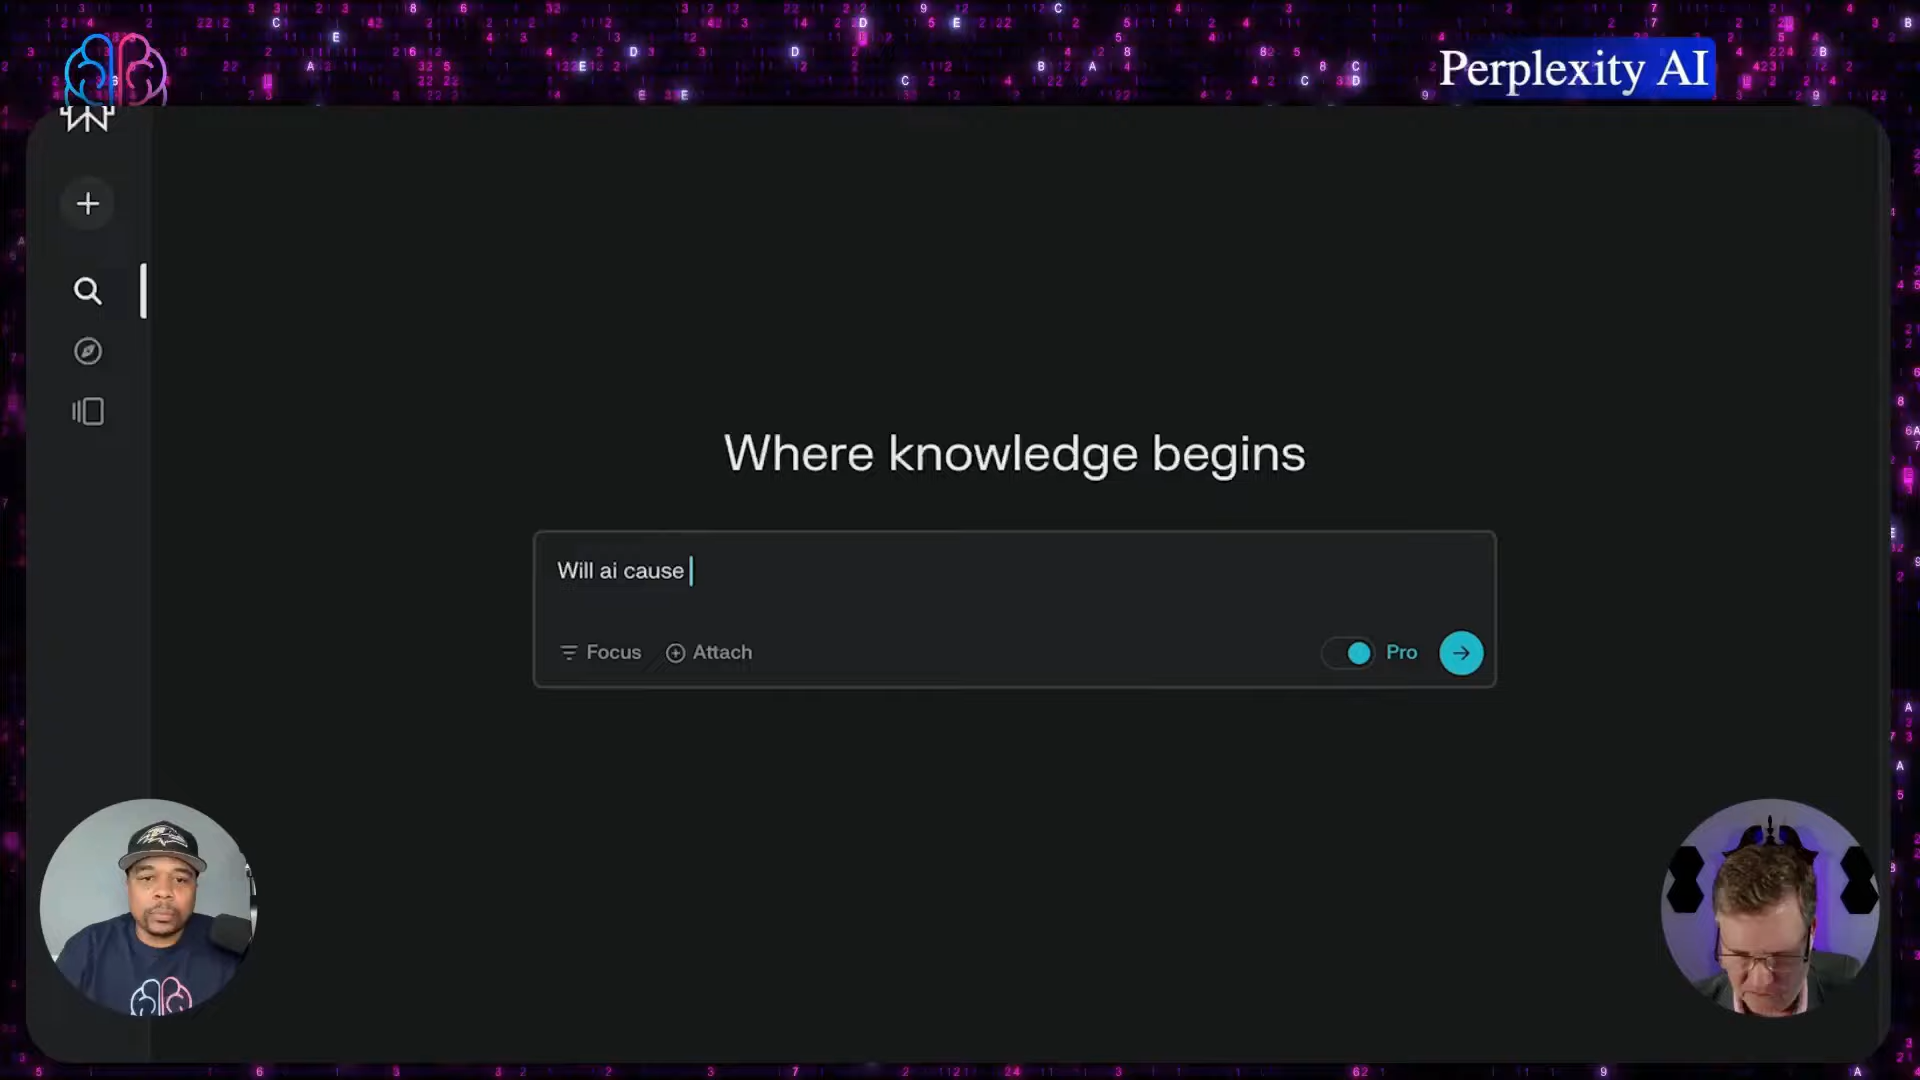 Perplexity AI
Where knowledge begins
Will ai cause
Focus
Attach
Pro